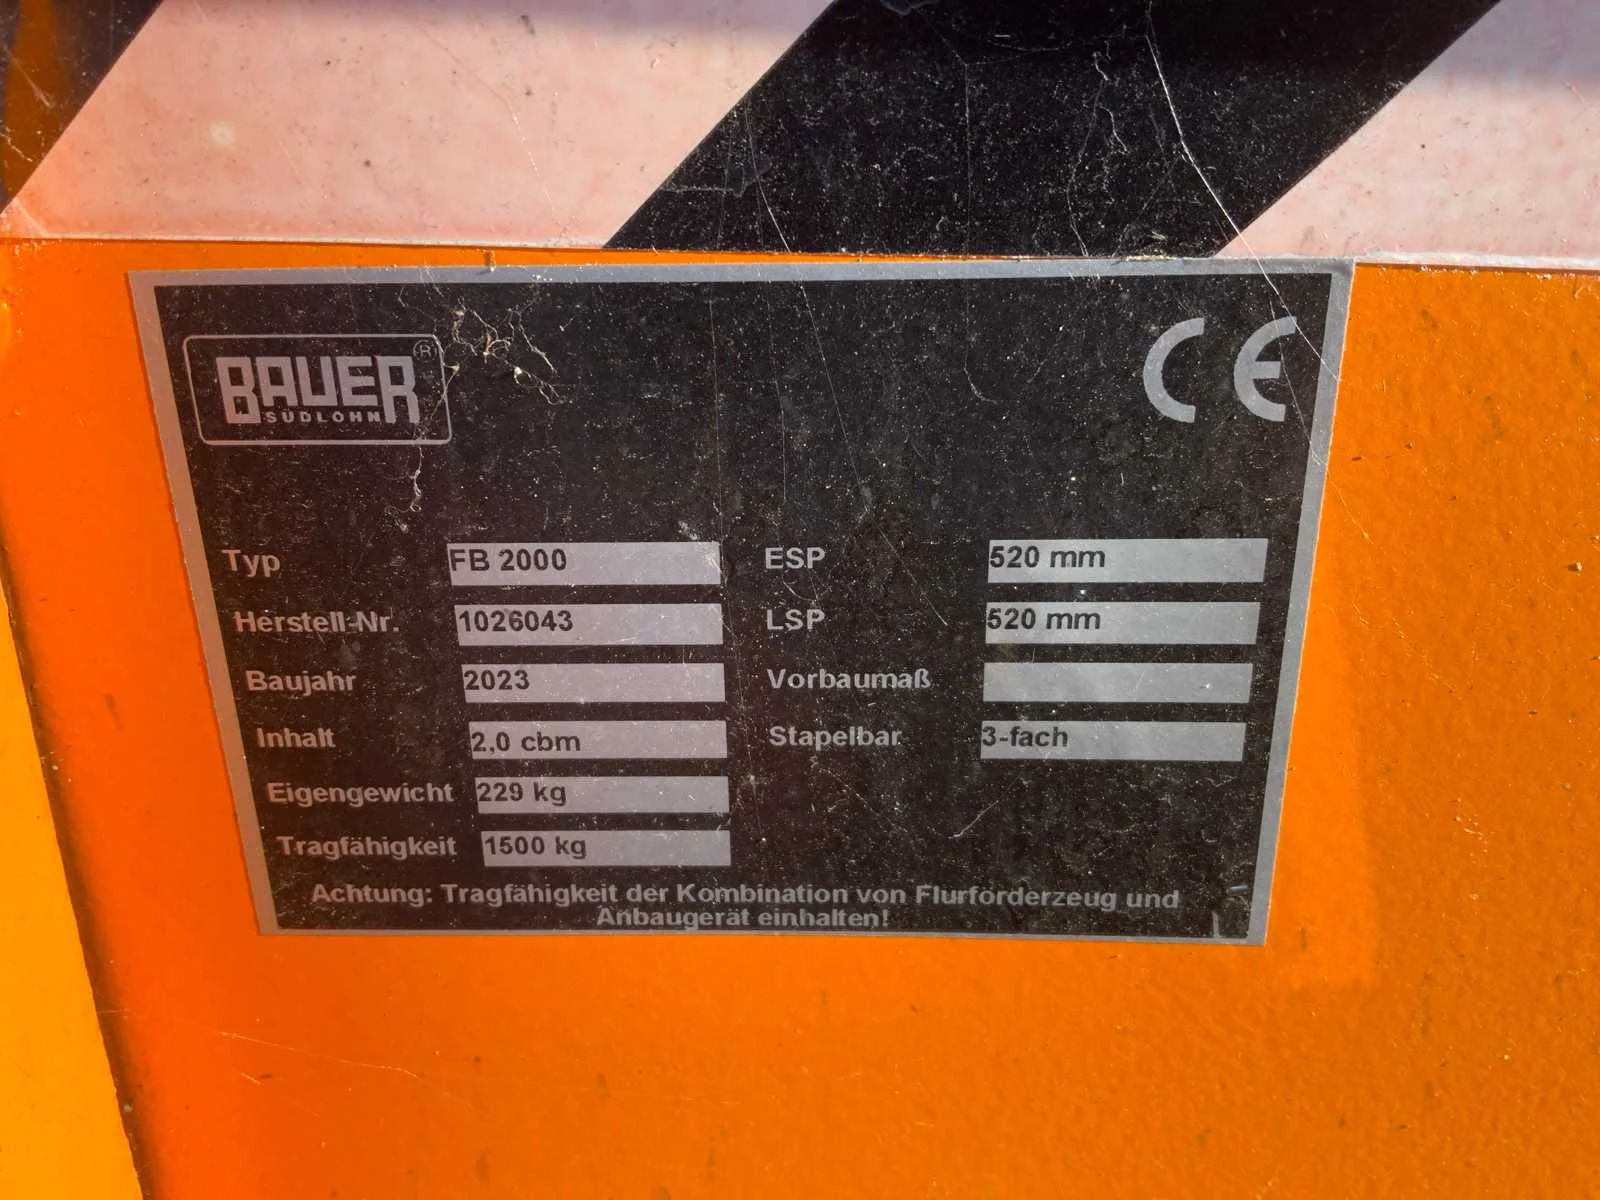 BAUER®
SÜDLOHN
CE
Typ FB 2000 ESP 520 mm
Herstell-Nr. 1026043 LSP 520 mm
Baujahr 2023 Vorbaumaß
Inhalt 2,0 cbm Stapelbar 3-fach
Eigengewicht 229 kg
Tragfähigkeit 1500 kg
Achtung: Tragfähigkeit der Kombination von Flurförderzeug und
Anbaugerät einhalten!